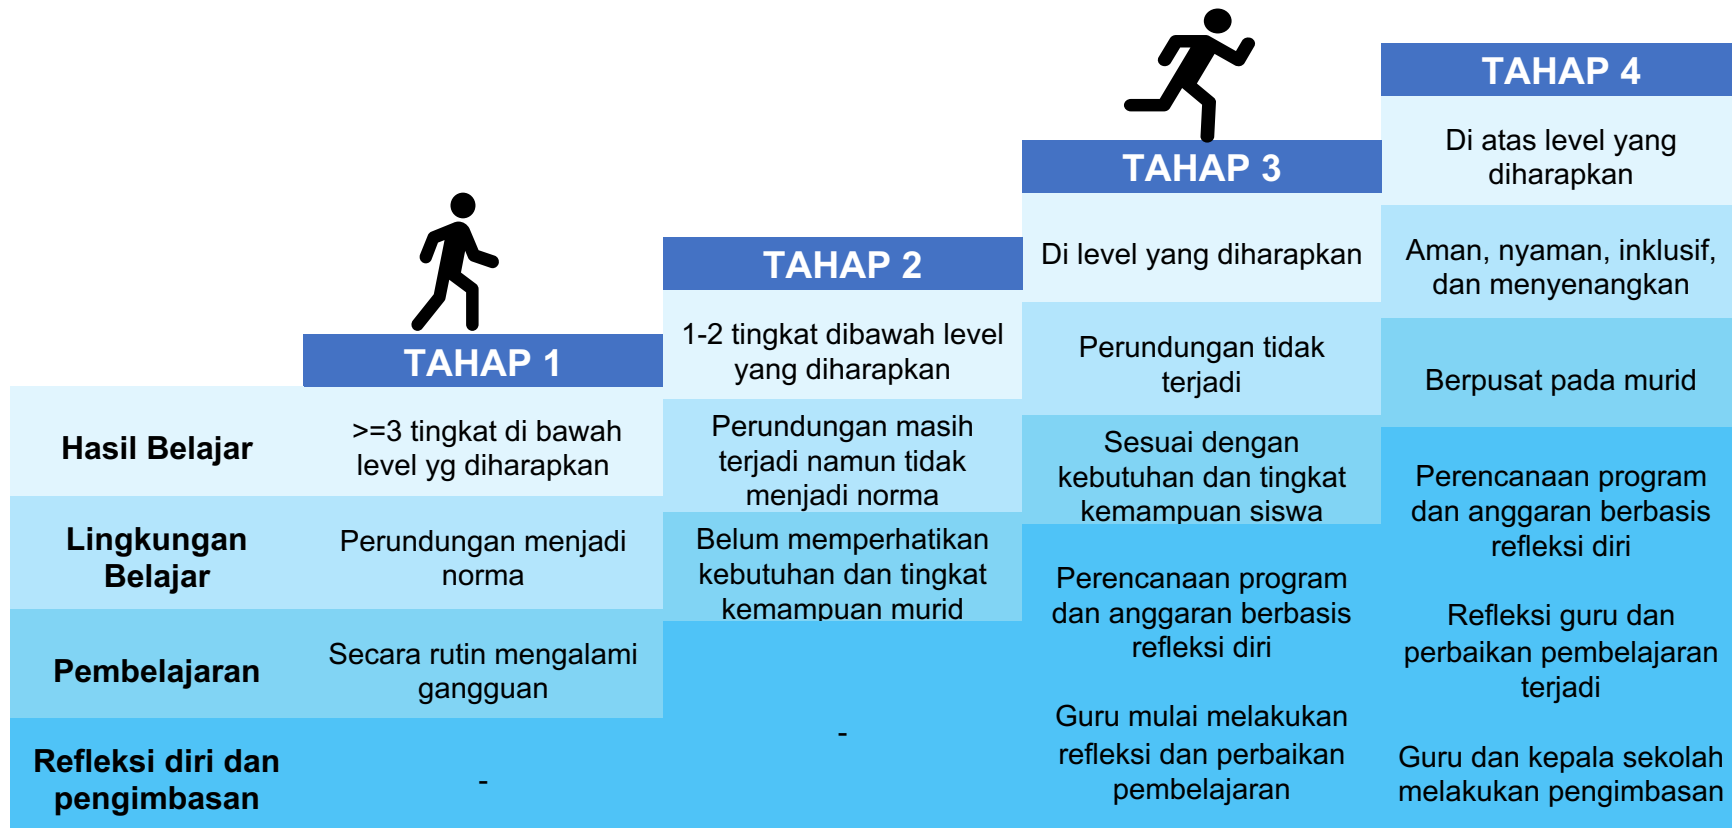 TAHAP 1
TAHAP 2
TAHAP 3
TAHAP 4
Hasil Belajar
>=3 tingkat di bawah
level yg diharapkan
1-2 tingkat dibawah level
yang diharapkan
Di level yang diharapkan
Di atas level yang
diharapkan
Lingkungan
Belajar
Perundungan menjadi
norma
Perundungan masih
terjadi namun tidak
menjadi norma
Perundungan tidak
terjadi
Aman, nyaman, inklusif,
dan menyenangkan
Pembelajaran
Secara rutin mengalami
gangguan
Belum memperhatikan
kebutuhan dan tingkat
kemampuan murid
Sesuai dengan
kebutuhan dan tingkat
kemampuan siswa
Berpusat pada murid
Refleksi diri dan
pengimbasan
-
-
Perencanaan program
dan anggaran berbasis
refleksi diri
Guru mulai melakukan
refleksi dan perbaikan
pembelajaran
Perencanaan program
dan anggaran berbasis
refleksi diri
Refleksi guru dan
perbaikan pembelajaran
terjadi
Guru dan kepala sekolah
melakukan pengimbasan